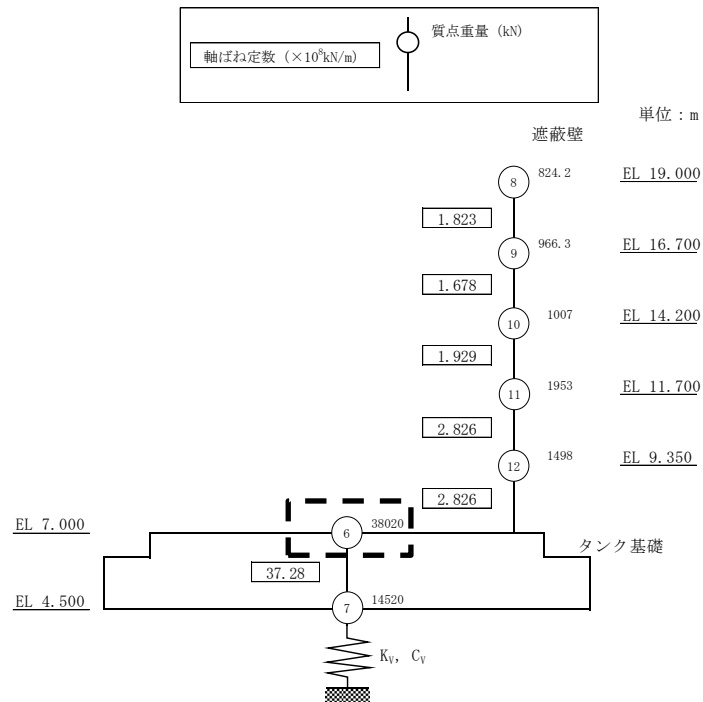 質点重量 (kN)
軸ばね定数 (×10⁸kN/m)
単位：m
遮蔽壁
8 824.2 EL 19.000
1.823
9 966.3 EL 16.700
1.678
10 1007 EL 14.200
1.929
11 1953 EL 11.700
2.826
12 1498 EL 9.350
2.826
EL 7.000 6 38020
タンク基礎
37.28
EL 4.500 7 14520
K_V, C_V